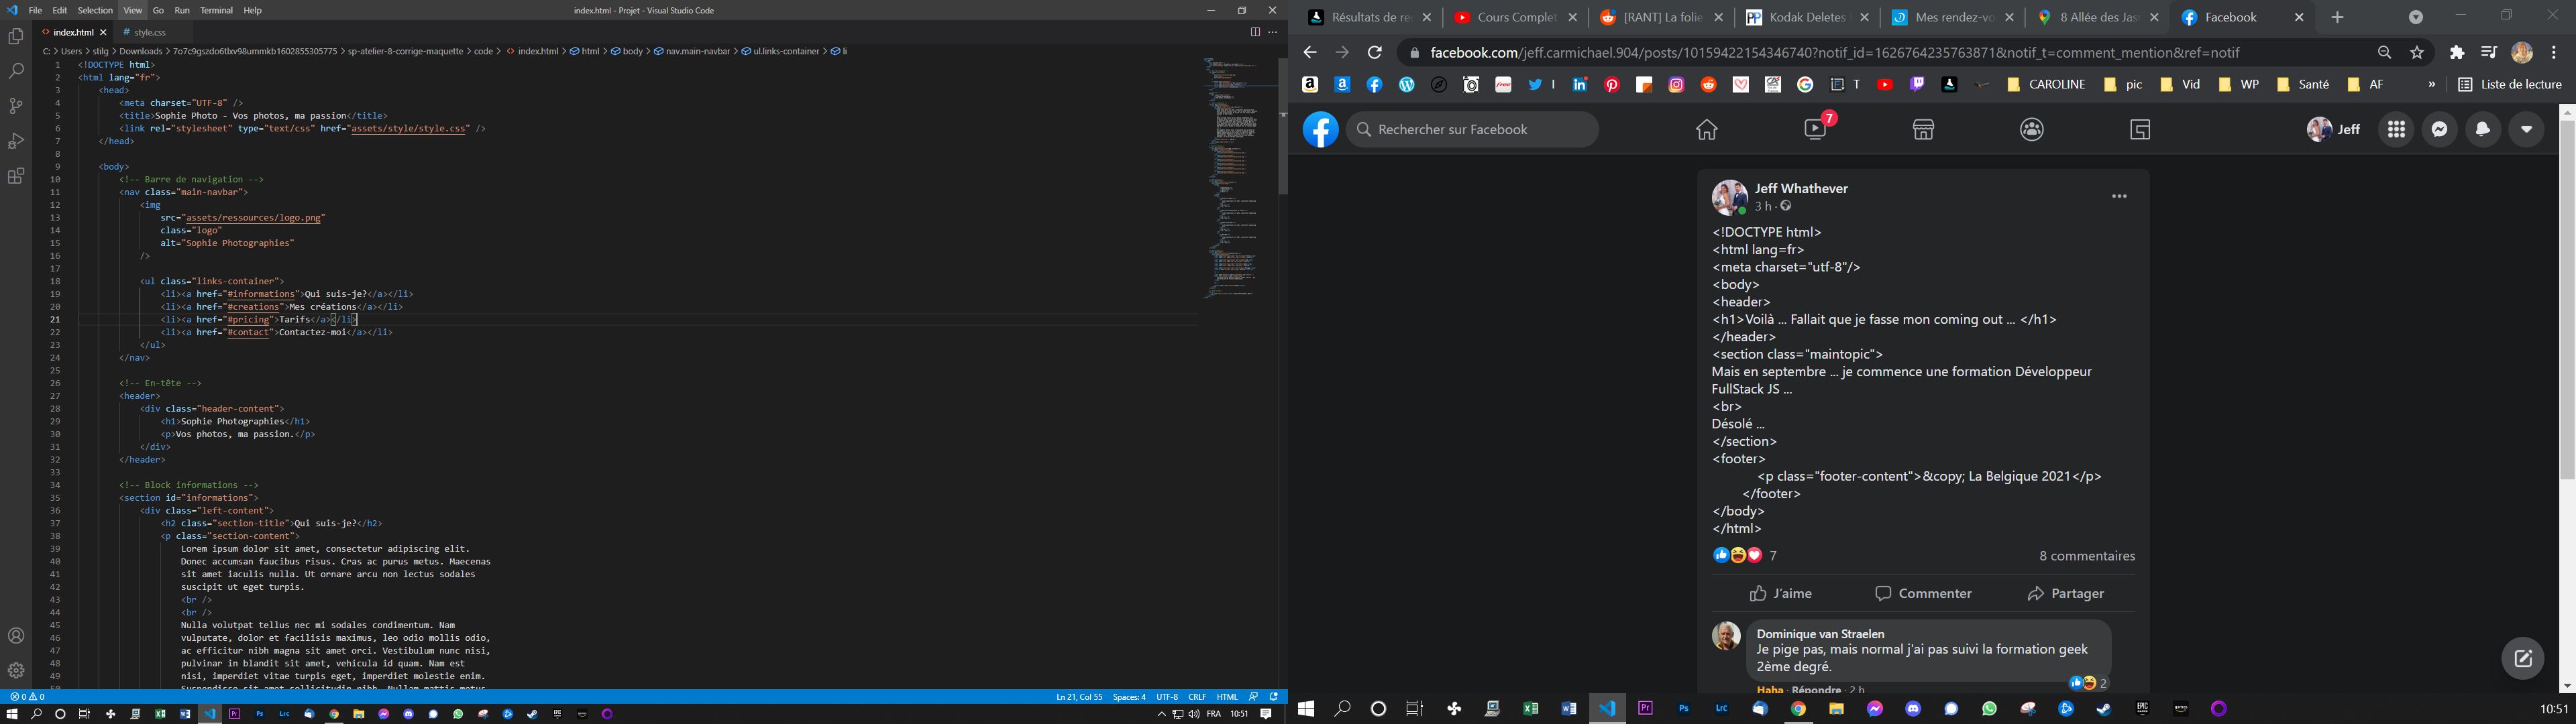 File Edit Selection View Go Run Terminal Help
index.html - Projet - Visual Studio Code
index.html
style.css
C: > Users > stilg > Downloads > 7o7c9gszdo6tlxv98ummkb1602855305775 > sp-atelier-8-corrige-maquette > code > index.html > html > body > nav.main-navbar > ul.links-container > li
1 <!DOCTYPE html>
2 <html lang="fr">
3 <head>
4 <meta charset="UTF-8" />
5 <title>Sophie Photo - Vos photos, ma passion</title>
6 <link rel="stylesheet" type="text/css" href="assets/style/style.css" />
7 </head>
8
9 <body>
10 <!-- Barre de navigation -->
11 <nav class="main-navbar">
12 <img
13 src="assets/ressources/logo.png"
14 class="logo"
15 alt="Sophie Photographies"
16 />
17
18 <ul class="links-container">
19 <li><a href="#informations">Qui suis-je?</a></li>
20 <li><a href="#creations">Mes créations</a></li>
21 <li><a href="#pricing">Tarifs</a></li>
22 <li><a href="#contact">Contactez-moi</a></li>
23 </ul>
24 </nav>
25
26 <!-- En-tête -->
27 <header>
28 <div class="header-content">
29 <h1>Sophie Photographies</h1>
30 <p>Vos photos, ma passion.</p>
31 </div>
32 </header>
33
34 <!-- Block informations -->
35 <section id="informations">
36 <div class="left-content">
37 <h2 class="section-title">Qui suis-je?</h2>
38 <p class="section-content">
39 Lorem ipsum dolor sit amet, consectetur adipiscing elit.
40 Donec accumsan faucibus risus. Cras ac purus metus. Maecenas
41 sit amet iaculis nulla. Ut ornare arcu non lectus sodales
42 suscipit ut eget turpis.
43 <br />
44 <br />
45 Nulla volutpat tellus nec mi sodales condimentum. Nam
46 vulputate, dolor et facilisis maximus, leo odio mollis odio,
47 ac efficitur nibh magna sit amet orci. Vestibulum nunc nisi,
48 pulvinar in blandit sit amet, vehicula id quam. Nam est
49 nisi, imperdiet vitae turpis eget, imperdiet molestie enim.
0 0
Ln 21, Col 55 Spaces: 4 UTF-8 CRLF HTML
FRA 10:51
Résultats de re
Cours Complet
[RANT] La folie
Kodak Deletes
Mes rendez-vo
8 Allée des Jas
Facebook
facebook.com/jeff.carmichael.904/posts/10159422154346740?notif_id=1626764235763871&notif_t=comment_mention&ref=notif
T CAROLINE pic Vid WP Santé AF » Liste de lecture
Rechercher sur Facebook
7
Jeff
Jeff Whathever
3 h ·
<!DOCTYPE html>
<html lang=fr>
<meta charset="utf-8"/>
<body>
<header>
<h1>Voilà ... Fallait que je fasse mon coming out ... </h1>
</header>
<section class="maintopic">
Mais en septembre ... je commence une formation Développeur
FullStack JS ...
<br>
Désolé ...
</section>
<footer>
<p class="footer-content">&copy; La Belgique 2021</p>
</footer>
</body>
</html>
7
8 commentaires
J'aime
Commenter
Partager
Dominique van Straelen
Je pige pas, mais normal j'ai pas suivi la formation geek
2ème degré.
2
Haha · Répondre · 2 h
10:51